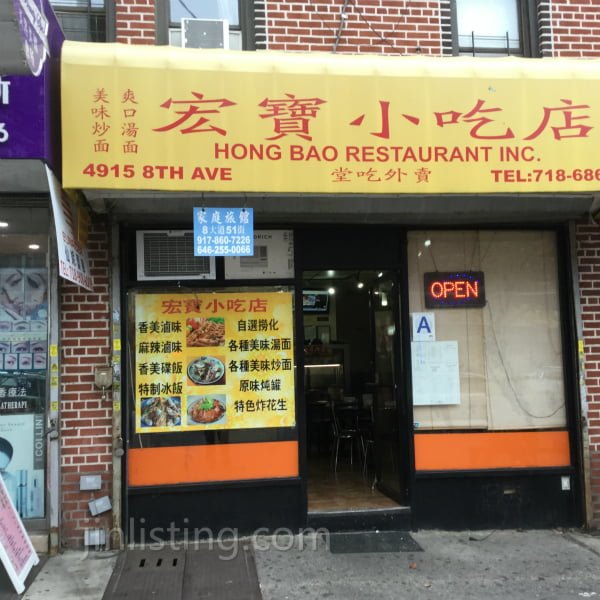 美味炒面
爽口湯面
宏寶小吃店
HONG BAO RESTAURANT INC.
4915 8TH AVE
堂吃外賣
TEL:718-686
家庭旅館
8大道51街
917-860-7226
646-255-0066
OPEN
A
宏寶小吃店
香美滷味
自選撈化
麻辣滷味
各種美味湯面
香美碟飯
各種美味炒面
特制冰飯
原味炖罐
特色炸花生
jinlisting.com